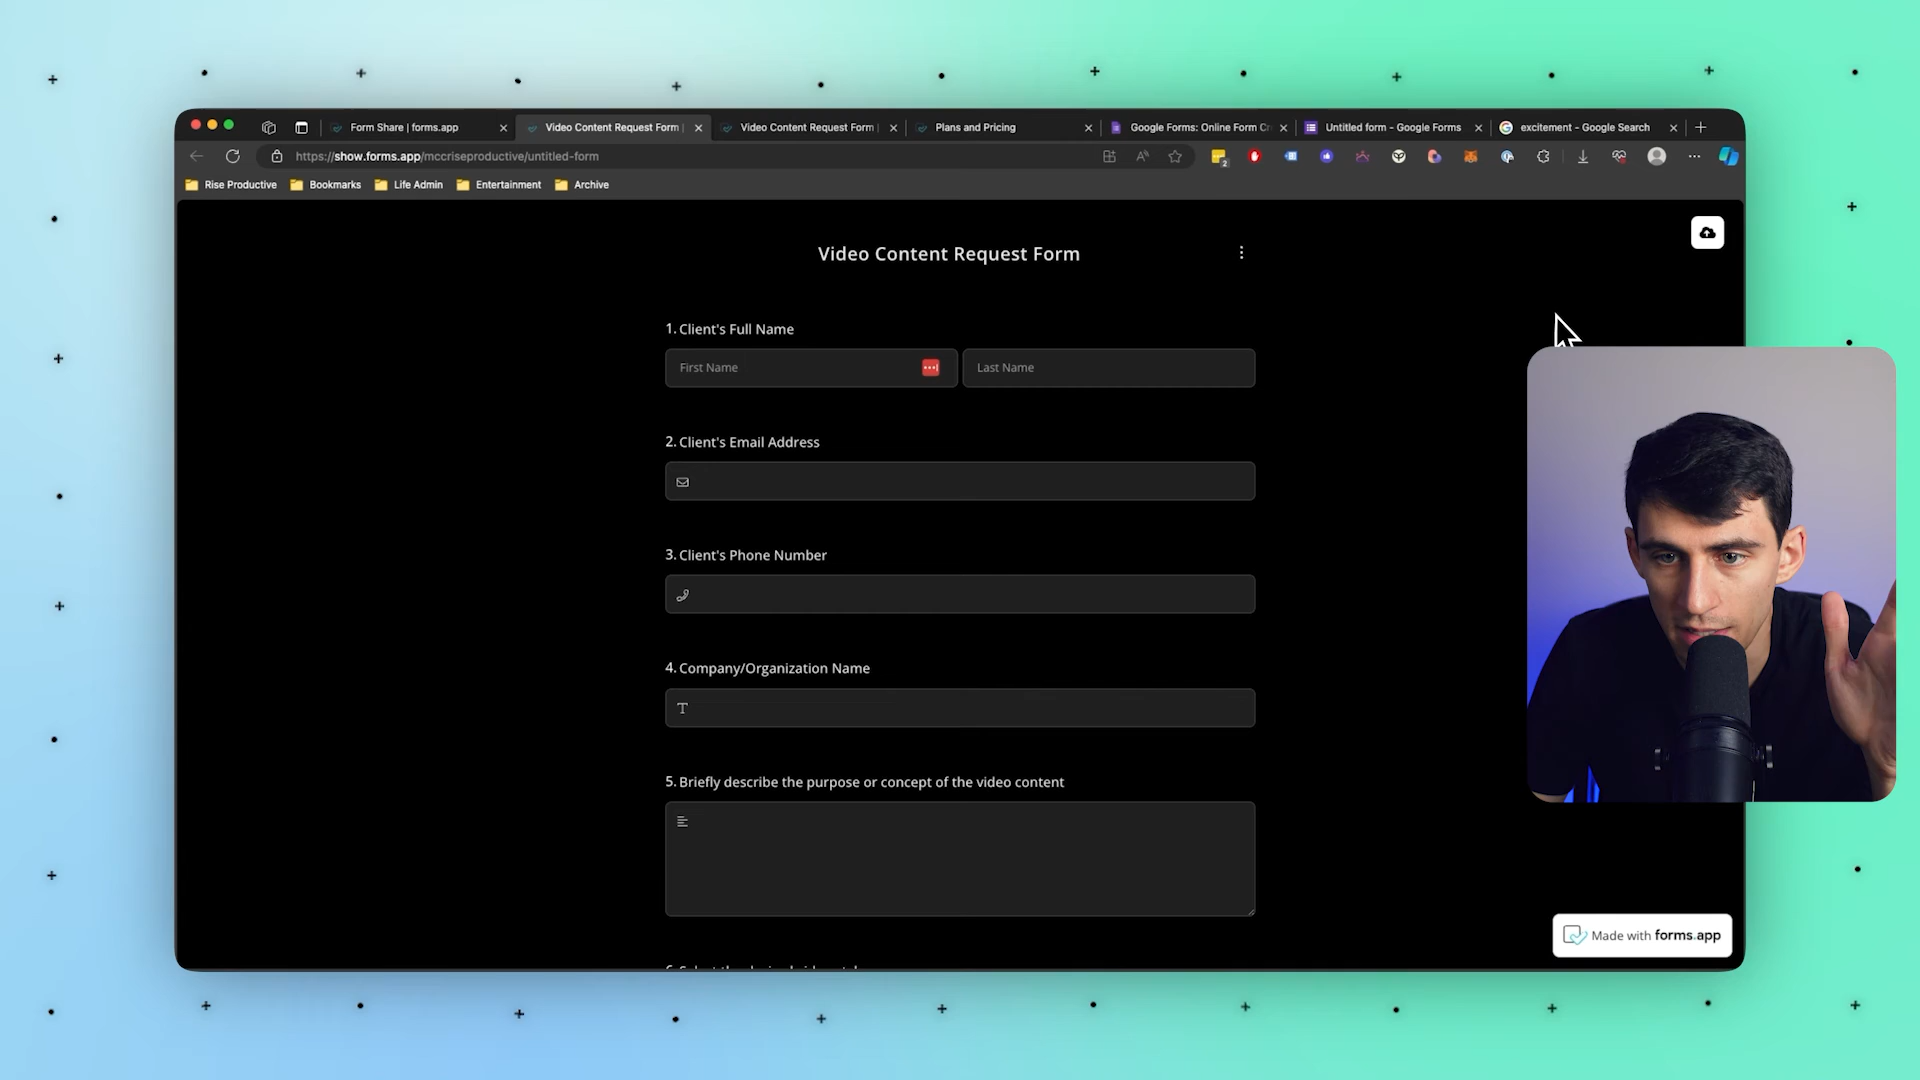 Form Share | forms.app
Video Content Request Form |
Video Content Request Form |
Plans and Pricing
Google Forms: Online Form Cr
Untitled form - Google Forms
excitement - Google Search
https://show.forms.app/mccriseproductive/untitled-form
2
Rise Productive
Bookmarks
Life Admin
Entertainment
Archive
Video Content Request Form
1. Client's Full Name
First Name
Last Name
2. Client's Email Address
3. Client's Phone Number
4. Company/Organization Name
5. Briefly describe the purpose or concept of the video content
Made with forms.app